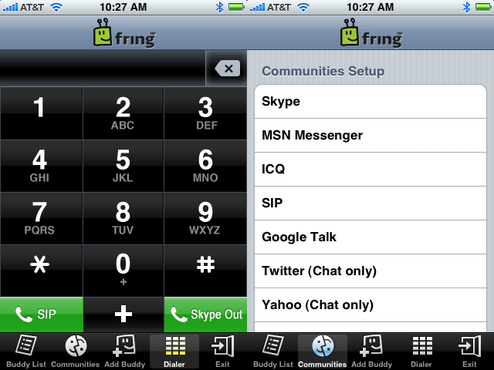 AT&T 10:27 AM
fring™
1
2
ABC
3
DEF
4
GHI
5
JKL
6
MNO
7
PQRS
8
TUV
9
WXYZ
*
0
+
#
SIP
+
Skype Out
Buddy List Communities Add Buddy Dialer Exit
AT&T 10:27 AM
fring™
Communities Setup
Skype
MSN Messenger
ICQ
SIP
Google Talk
Twitter (Chat only)
Yahoo (Chat only)
Buddy List Communities Add Buddy Dialer Exit